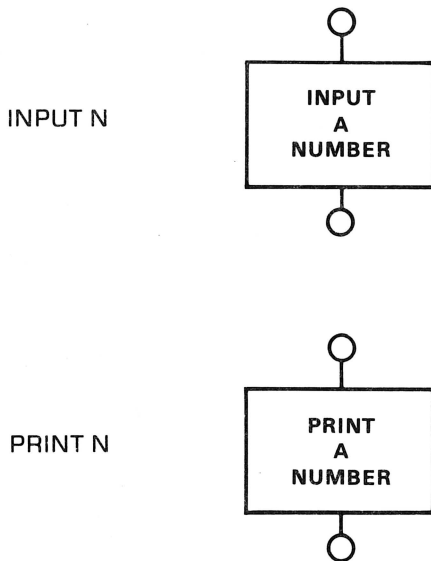 INPUT N
INPUT
A
NUMBER
PRINT N
PRINT
A
NUMBER